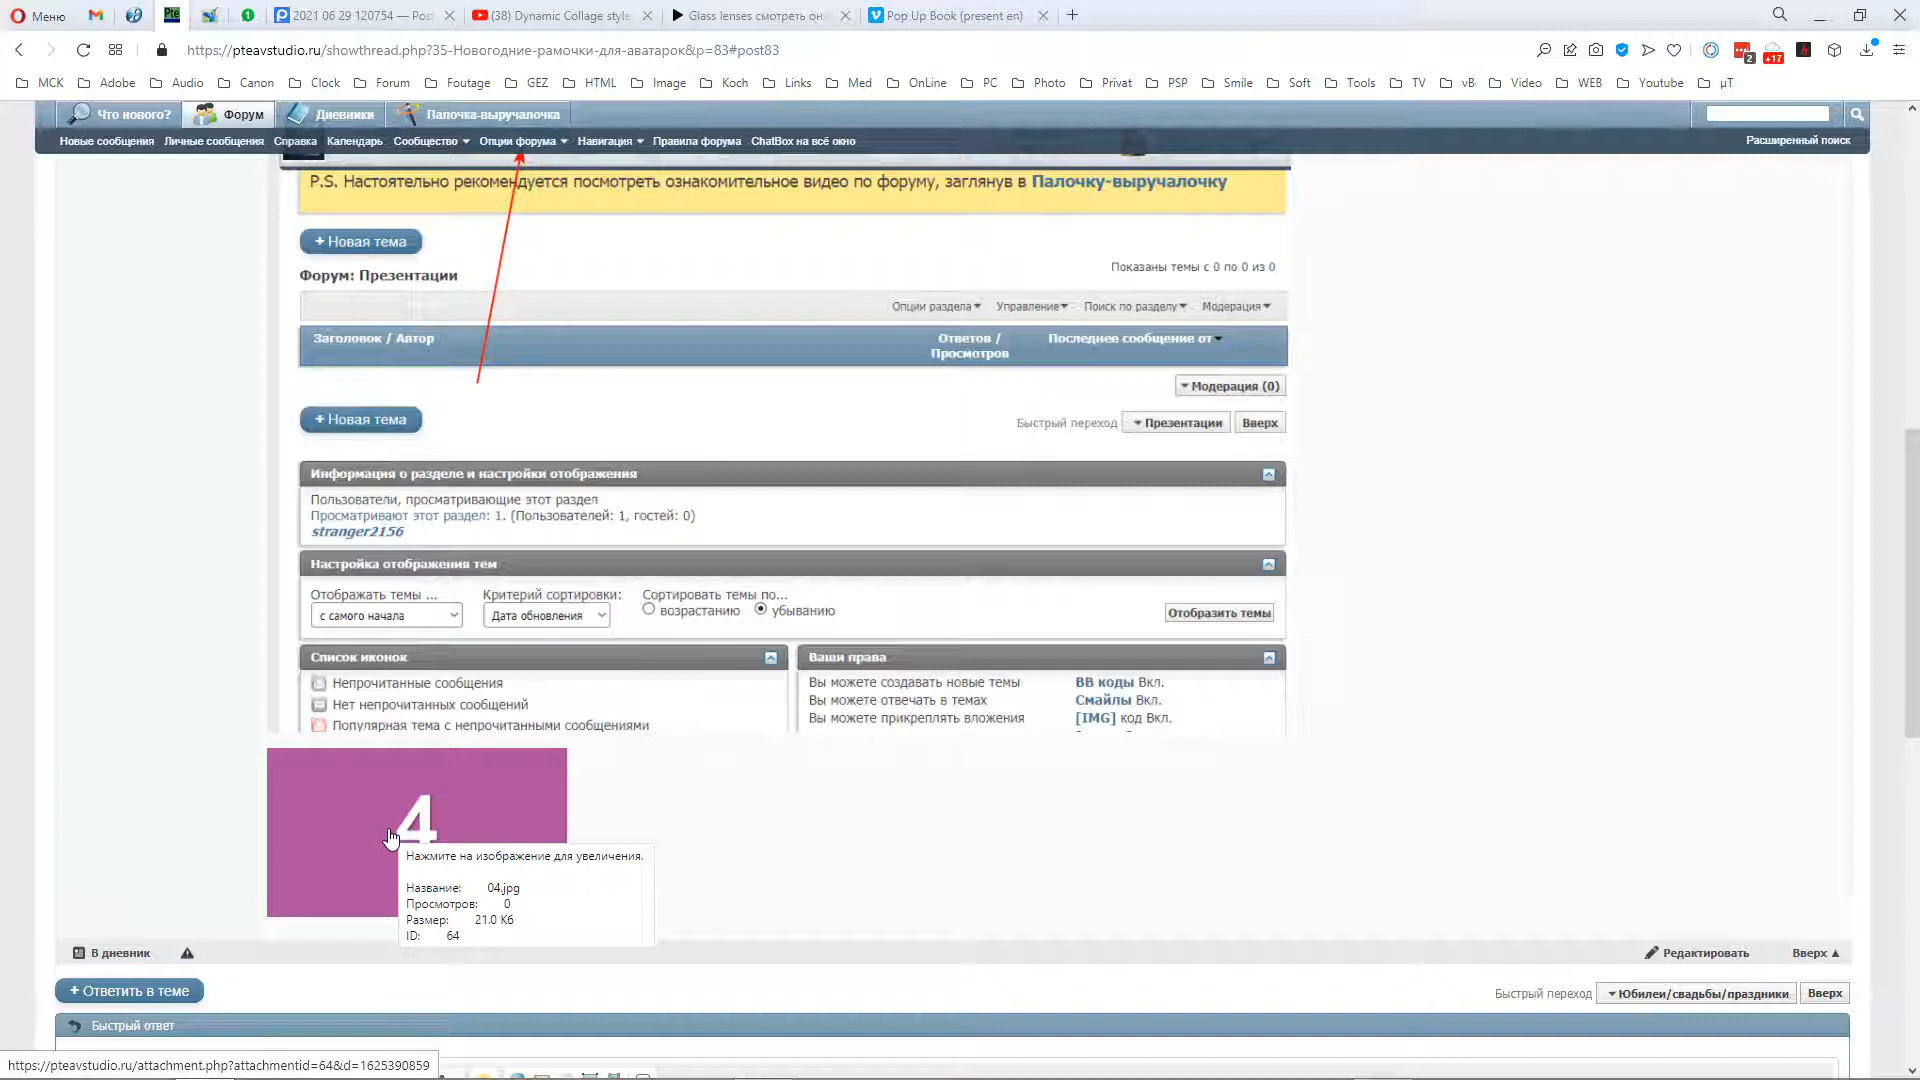 Меню
2021 06 29 120754 — Post
(38) Dynamic Collage style
Glass lenses смотреть он
Pop Up Book (present en)
https://pteavstudio.ru/showthread.php?35-Новогодние-рамочки-для-аватарок&p=83#post83
2
+17
МСК Adobe Audio Canon Clock Forum Foutage GEZ HTML Image Koch Links Med OnLine PC Photo Privat PSP Smile Soft Tools TV vB Video WEB Youtube μT
Что нового? Форум Дневники Палочка-выручалочка
Новые сообщения Личные сообщения Справка Календарь Сообщество Опции форума Навигация Правила форума ChatBox на всё окно
Расширенный поиск
P.S. Настоятельно рекомендуется посмотреть ознакомительное видео по форуму, заглянув в Палочку-выручалочку
+ Новая тема
Показаны темы с 0 по 0 из 0
Форум: Презентации
Опции раздела Управление Поиск по разделу Модерация
Заголовок / Автор
Ответов /
Просмотров
Последнее сообщение от
Модерация (0)
+ Новая тема
Быстрый переход Презентации Вверх
Информация о разделе и настройки отображения
Пользователи, просматривающие этот раздел
Просматривают этот раздел: 1. (Пользователей: 1, гостей: 0)
stranger2156
Настройка отображения тем
Отображать темы ... Критерий сортировки: Сортировать темы по...
с самого начала Дата обновления возрастанию убыванию Отобразить темы
Список иконок
Непрочитанные сообщения
Нет непрочитанных сообщений
Популярная тема с непрочитанными сообщениями
Ваши права
Вы можете создавать новые темы
Вы можете отвечать в темах
Вы можете прикреплять вложения
BB коды Вкл.
Смайлы Вкл.
[IMG] код Вкл.
4
Нажмите на изображение для увеличения.
Название: 04.jpg
Просмотров: 0
Размер: 21.0 Кб
ID: 64
В дневник
Редактировать Вверх
+ Ответить в теме
Быстрый переход Юбилеи/свадьбы/праздники Вверх
Быстрый ответ
https://pteavstudio.ru/attachment.php?attachmentid=64&d=1625390859